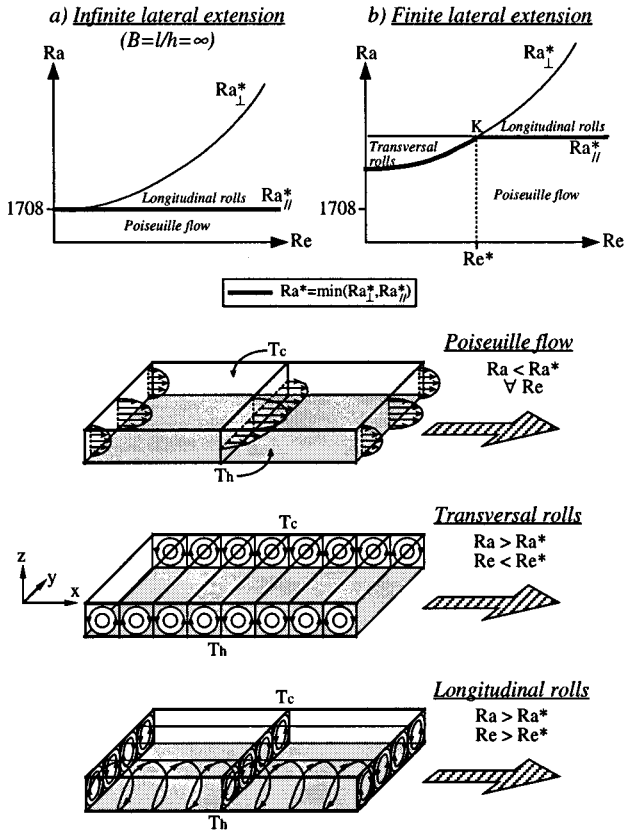 a) Infinite lateral extension
(B=l/h=∞)
Ra
Ra*⊥
Longitudinal rolls
Ra*//
1708
Poiseuille flow
Re
b) Finite lateral extension
Ra
Ra*⊥
K
Longitudinal rolls
Transversal
rolls
Ra*//
1708
Poiseuille flow
Re
Re*
Ra*=min(Ra*⊥,Ra*//)
Tc
Th
Poiseuille flow
Ra < Ra*
∀ Re
Tc
z
y
x
Th
Transversal rolls
Ra > Ra*
Re < Re*
Tc
Th
Longitudinal rolls
Ra > Ra*
Re > Re*